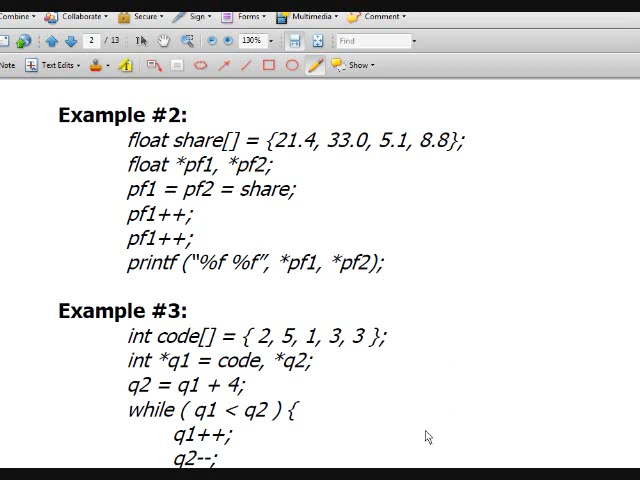 Combine Collaborate Secure Sign Forms Multimedia Comment
2 / 13 130% Find
Note Text Edits Show
Example #2:
float share[] = {21.4, 33.0, 5.1, 8.8};
float *pf1, *pf2;
pf1 = pf2 = share;
pf1++;
pf1++;
printf ("%f %f", *pf1, *pf2);
Example #3:
int code[] = { 2, 5, 1, 3, 3 };
int *q1 = code, *q2;
q2 = q1 + 4;
while ( q1 < q2 ) {
q1++;
q2--;